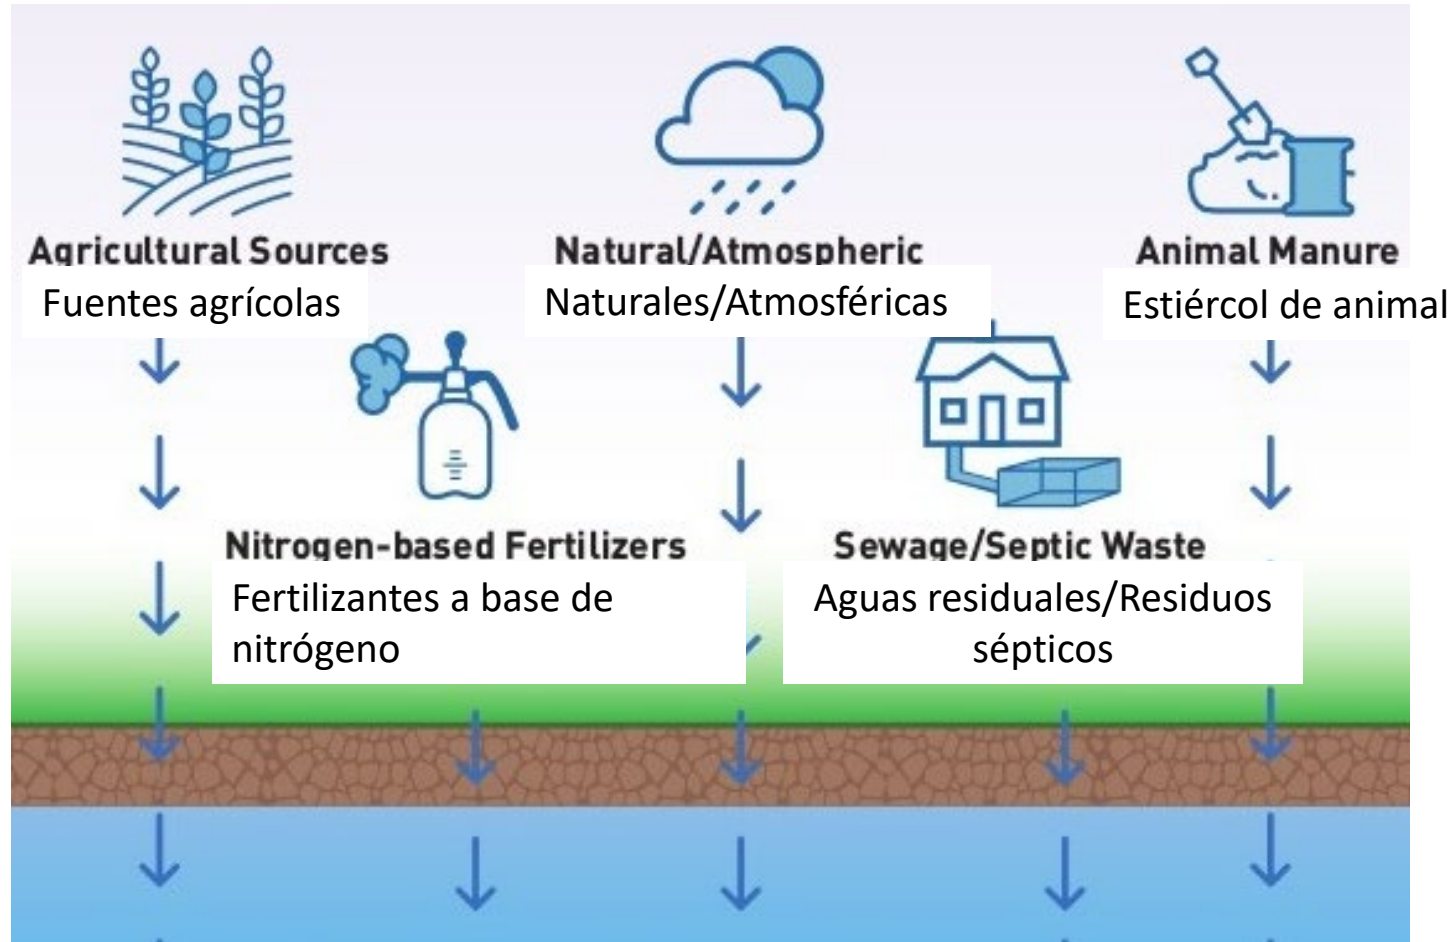 Agricultural Sources
Fuentes agrícolas
Natural/Atmospheric
Naturales/Atmosféricas
Animal Manure
Estiércol de animal
Nitrogen-based Fertilizers
Fertilizantes a base de
nitrógeno
Sewage/Septic Waste
Aguas residuales/Residuos
sépticos